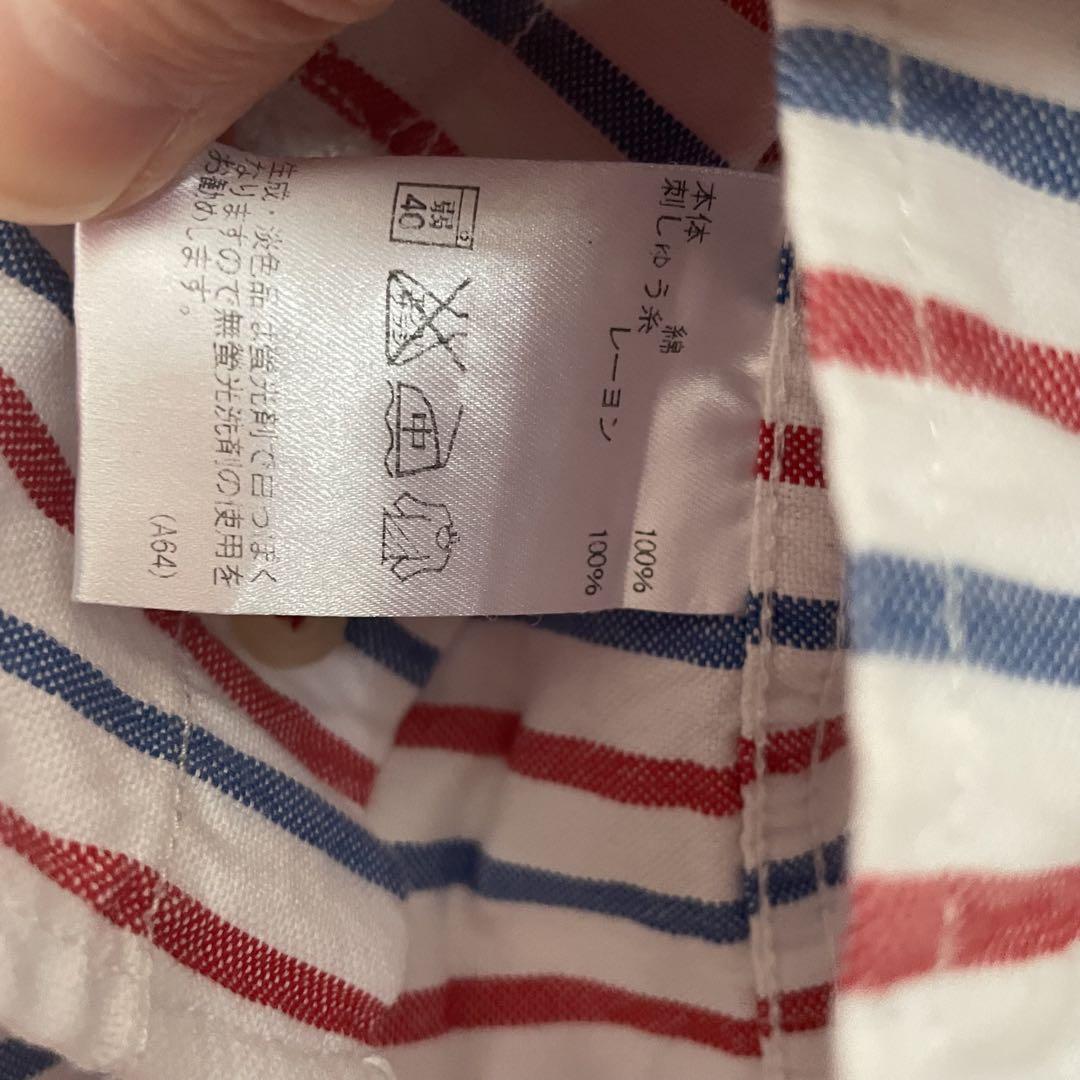 本体 綿 100%
刺しゅう糸 レーヨン 100%
弱
40
中
生成・淡色品は蛍光剤で白っぽく
なりますので無蛍光洗剤の使用を
お勧めします。
(A64)